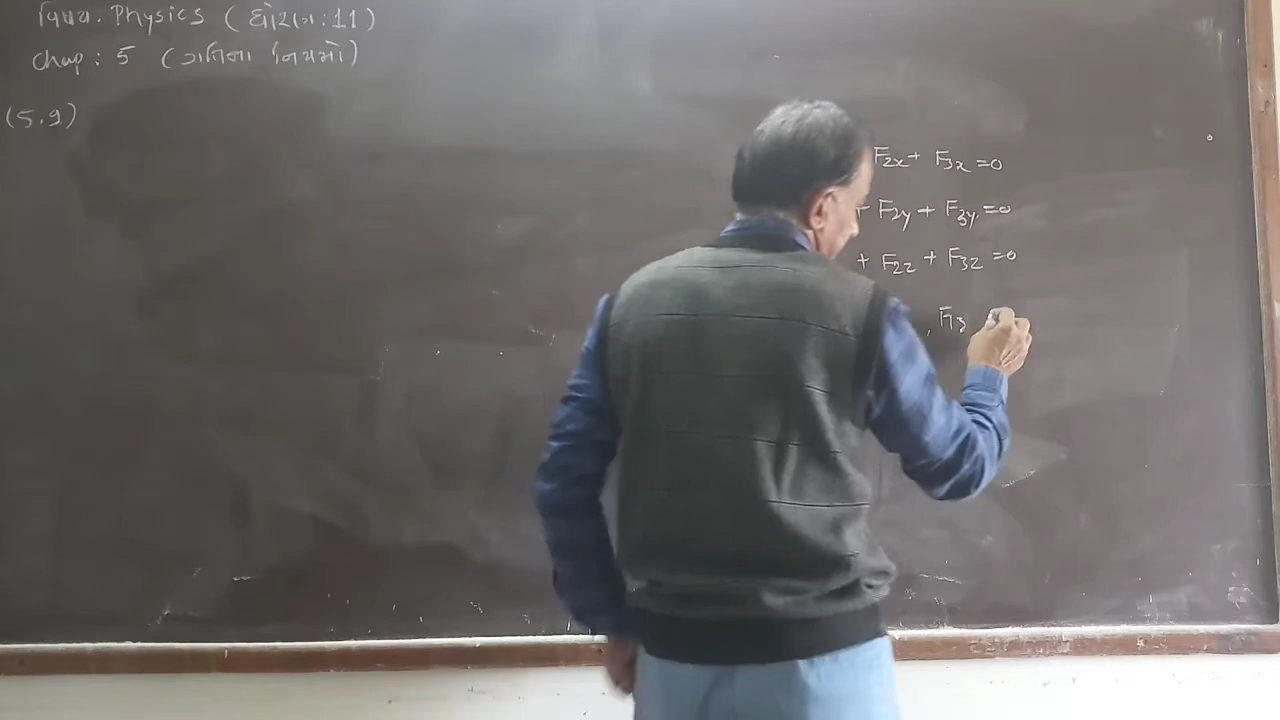 વિષય. Physics (ધોરણ:11)
chap: 5 (ગતિના નિયમો)
(5.9)
F2x + F3x = 0
+ F2y + F3y = 0
+ F2z + F3z = 0
, F3